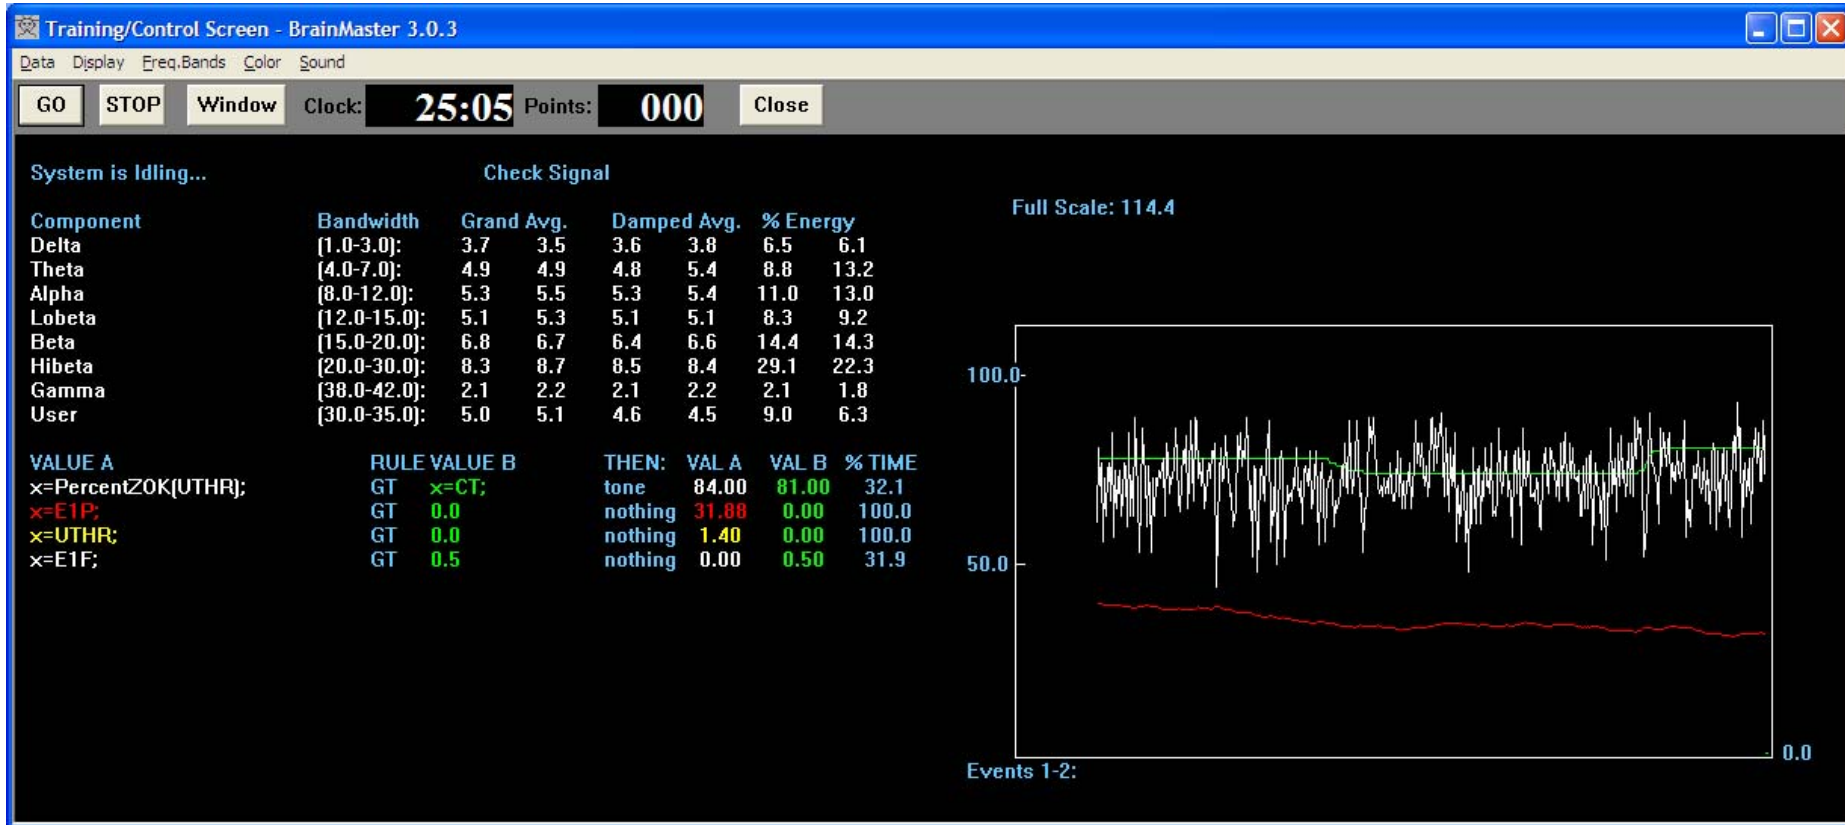 Training/Control Screen - BrainMaster 3.0.3
Data Display Freq.Bands Color Sound
GO STOP Window Clock: 25:05 Points: 000 Close
System is Idling... Check Signal
Full Scale: 114.4
Component Bandwidth Grand Avg. Damped Avg. % Energy
Delta (1.0-3.0): 3.7 3.5 3.6 3.8 6.5 6.1
Theta (4.0-7.0): 4.9 4.9 4.8 5.4 8.8 13.2
Alpha (8.0-12.0): 5.3 5.5 5.3 5.4 11.0 13.0
Lobeta (12.0-15.0): 5.1 5.3 5.1 5.1 8.3 9.2
Beta (15.0-20.0): 6.8 6.7 6.4 6.6 14.4 14.3
Hibeta (20.0-30.0): 8.3 8.7 8.5 8.4 29.1 22.3
Gamma (38.0-42.0): 2.1 2.2 2.1 2.2 2.1 1.8
User (30.0-35.0): 5.0 5.1 4.6 4.5 9.0 6.3
VALUE A RULE VALUE B THEN: VAL A VAL B % TIME
x=PercentZOK(UTHR); GT x=CT; tone 84.00 81.00 32.1
x=E1P; GT 0.0 nothing 31.88 0.00 100.0
x=UTHR; GT 0.0 nothing 1.40 0.00 100.0
x=E1F; GT 0.5 nothing 0.00 0.50 31.9
100.0-
50.0
0.0
Events 1-2: